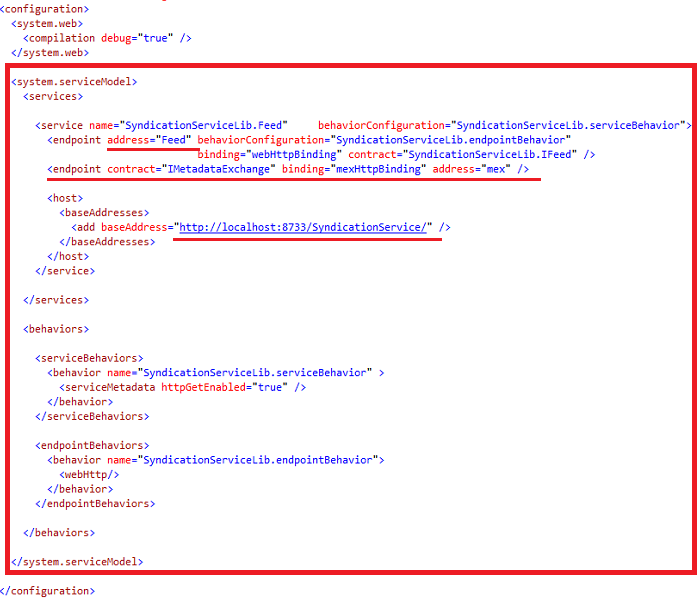 <configuration>
<system.web>
<compilation debug="true" />
</system.web>
<system.serviceModel>
<services>
<service name="SyndicationServiceLib.Feed" behaviorConfiguration="SyndicationServiceLib.serviceBehavior">
<endpoint address="Feed" behaviorConfiguration="SyndicationServiceLib.endpointBehavior"
binding="webHttpBinding" contract="SyndicationServiceLib.IFeed" />
<endpoint contract="IMetadataExchange" binding="mexHttpBinding" address="mex" />
<host>
<baseAddresses>
<add baseAddress="http://localhost:8733/SyndicationService/" />
</baseAddresses>
</host>
</service>
</services>
<behaviors>
<serviceBehaviors>
<behavior name="SyndicationServiceLib.serviceBehavior" >
<serviceMetadata httpGetEnabled="true" />
</behavior>
</serviceBehaviors>
<endpointBehaviors>
<behavior name="SyndicationServiceLib.endpointBehavior">
<webHttp/>
</behavior>
</endpointBehaviors>
</behaviors>
</system.serviceModel>
</configuration>